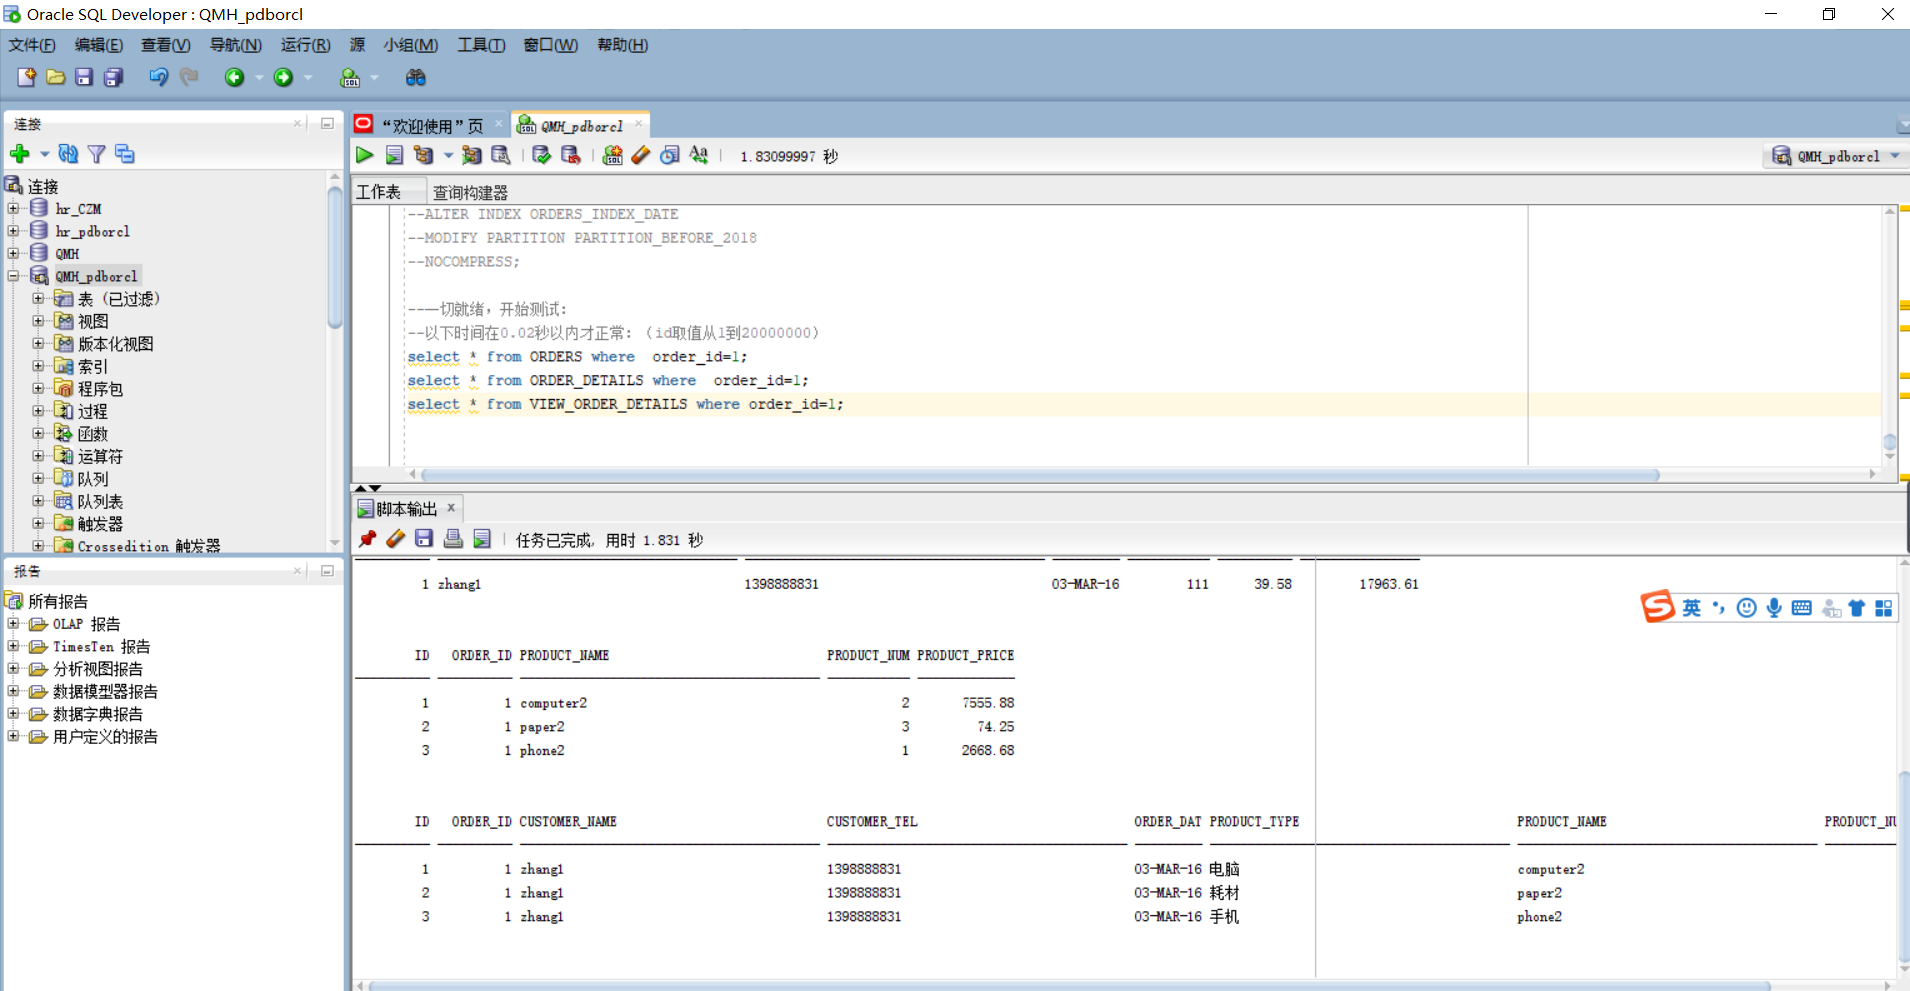 Oracle SQL Developer : QMH_pdborcl
文件(F) 编辑(E) 查看(V) 导航(N) 运行(R) 源 小组(M) 工具(T) 窗口(W) 帮助(H)
连接
连接
hr_CZM
hr_pdborcl
QMH
QMH_pdborcl
表（已过滤）
视图
版本化视图
索引
程序包
过程
函数
运算符
队列
队列表
触发器
Crossedition 触发器
报告
所有报告
OLAP 报告
TimesTen 报告
分析视图报告
数据模型器报告
数据字典报告
用户定义的报告
“欢迎使用”页 QMH_pdborcl
1.83099997 秒 QMH_pdborcl
工作表 查询构建器
--ALTER INDEX ORDERS_INDEX_DATE
--MODIFY PARTITION PARTITION_BEFORE_2018
--NOCOMPRESS;
--一切就绪，开始测试：
--以下时间在0.02秒以内才正常：（id取值从1到20000000）
select * from ORDERS where  order_id=1;
select * from ORDER_DETAILS where  order_id=1;
select * from VIEW_ORDER_DETAILS where order_id=1;
脚本输出
任务已完成, 用时 1.831 秒
1 zhang1 1398888831 03-MAR-16 111 39.58 17963.61
英
ID ORDER_ID PRODUCT_NAME PRODUCT_NUM PRODUCT_PRICE
1 1 computer2 2 7555.88
2 1 paper2 3 74.25
3 1 phone2 1 2668.68
ID ORDER_ID CUSTOMER_NAME CUSTOMER_TEL ORDER_DAT PRODUCT_TYPE PRODUCT_NAME PRODUCT_NU
1 1 zhang1 1398888831 03-MAR-16 电脑 computer2
2 1 zhang1 1398888831 03-MAR-16 耗材 paper2
3 1 zhang1 1398888831 03-MAR-16 手机 phone2